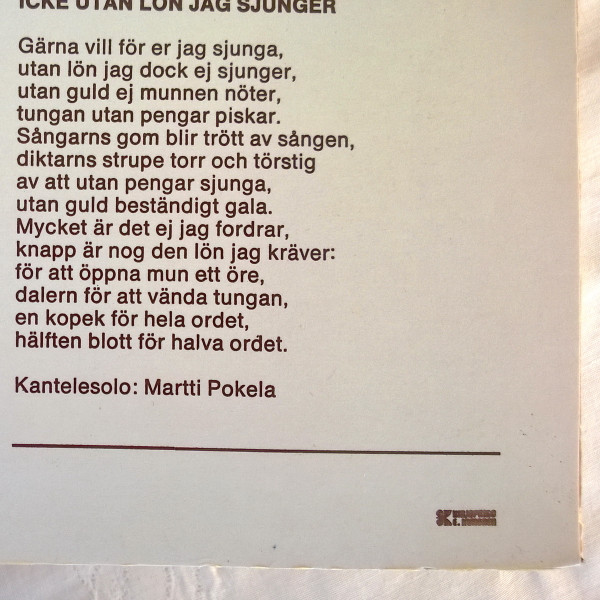 ICKE UTAN LÖN JAG SJUNGER
Gärna vill för er jag sjunga,
utan lön jag dock ej sjunger,
utan guld ej munnen nöter,
tungan utan pengar piskar.
Sångarns gom blir trött av sången,
diktarns strupe torr och törstig
av att utan pengar sjunga,
utan guld beständigt gala.
Mycket är det ej jag fordrar,
knapp är nog den lön jag kräver:
för att öppna mun ett öre,
dalern för att vända tungan,
en kopek för hela ordet,
hälften blott för halva ordet.
Kantelesolo: Martti Pokela